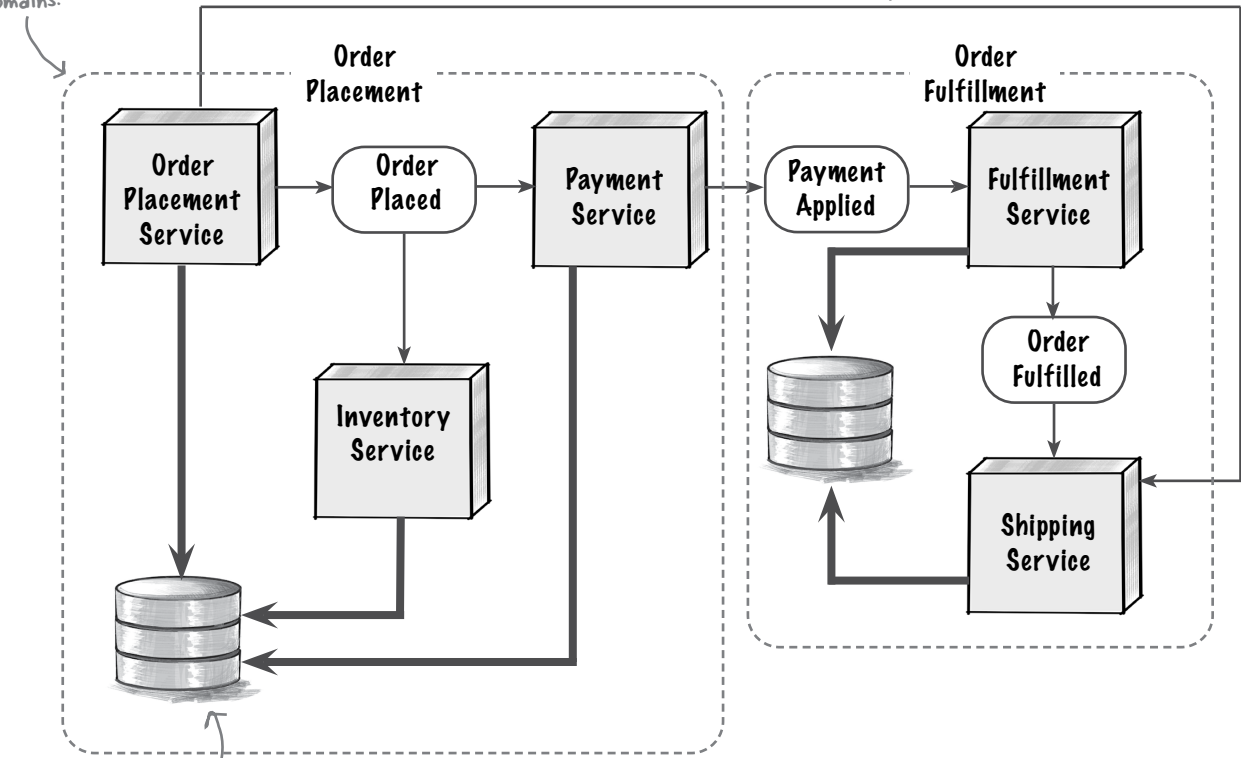 omains.
Order
Placement
Order
Fulfillment
Order
Placement
Service
Order
Placed
Payment
Service
Payment
Applied
Fulfillment
Service
Inventory
Service
Order
Fulfilled
Shipping
Service